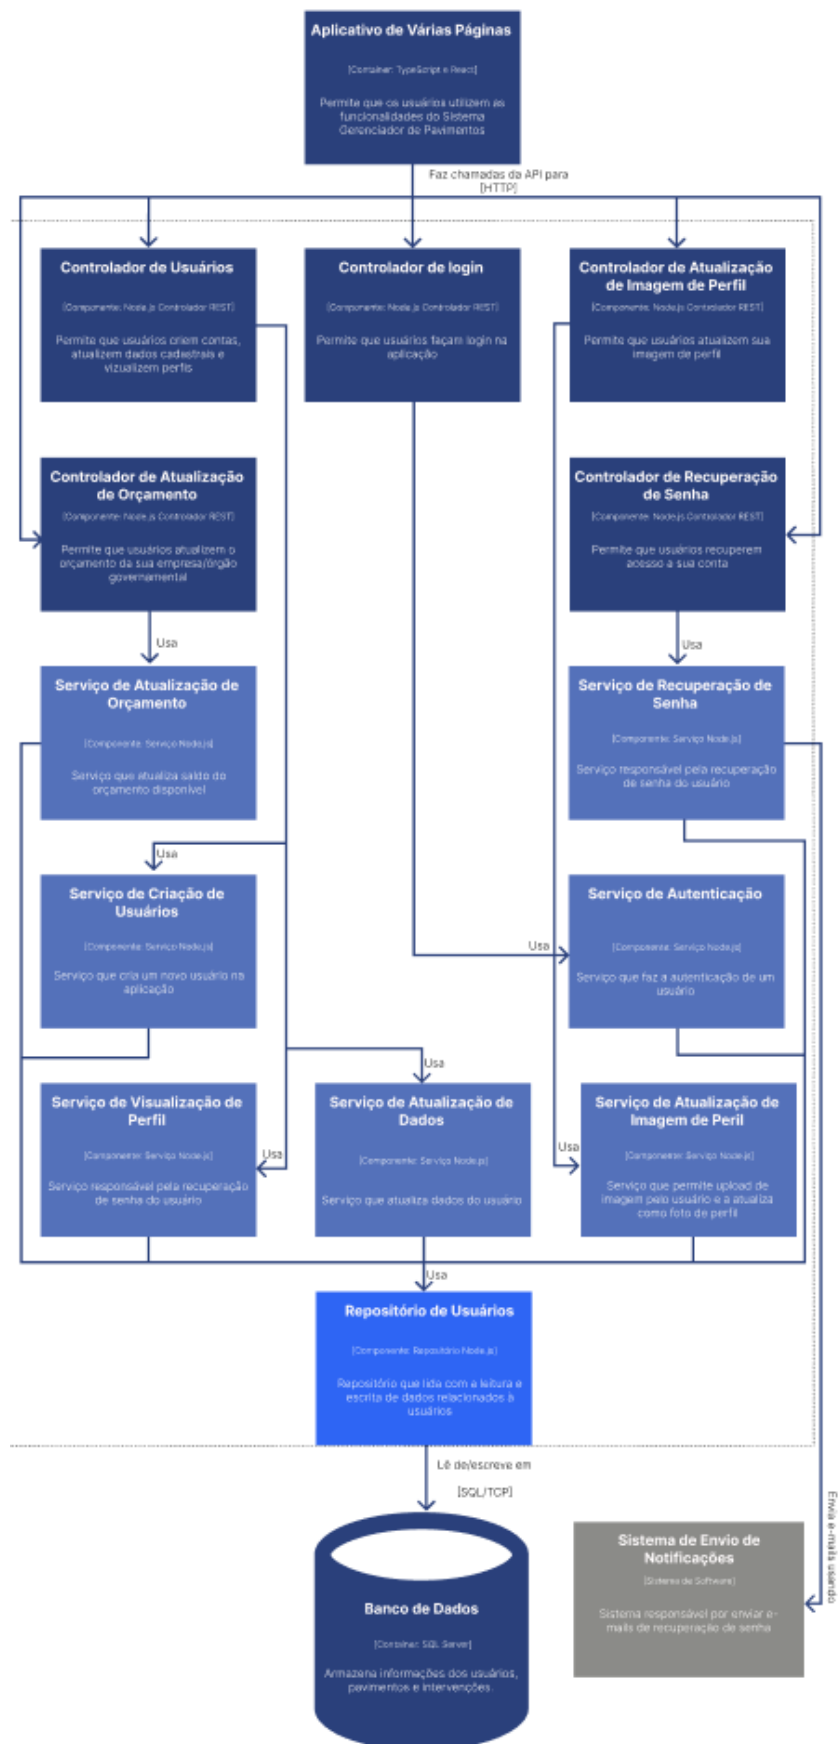 Aplicativo de Várias Páginas
[Container: TypeScript e React]
Permite que os usuários utilizem as
funcionalidades do Sistema
Gerenciador de Pavimentos
Faz chamadas da API para
[HTTP]
Controlador de Usuários
[Componente: Node.js Controlador REST]
Permite que usuários criem contas,
atualizem dados cadastrais e
vizualizem perfis
Controlador de login
[Componente: Node.js Controlador REST]
Permite que usuários façam login na
aplicação
Controlador de Atualização
de Imagem de Perfil
[Componente: Node.js Controlador REST]
Permite que usuários atualizem sua
imagem de perfil
Controlador de Atualização
de Orçamento
[Componente: Node.js Controlador REST]
Permite que usuários atualizem o
orçamento da sua empresa/órgão
governamental
Controlador de Recuperação
de Senha
[Componente: Node.js Controlador REST]
Permite que usuários recuperem
acesso a sua conta
Usa
Usa
Serviço de Atualização de
Orçamento
[Componente: Serviço Node.js]
Serviço que atualiza saldo do
orçamento disponível
Serviço de Recuperação de
Senha
[Componente: Serviço Node.js]
Serviço responsável pela recuperação
de senha do usuário
Usa
Serviço de Criação de
Usuários
[Componente: Serviço Node.js]
Serviço que cria um novo usuário na
aplicação
Usa
Serviço de Autenticação
[Componente: Serviço Node.js]
Serviço que faz a autenticação de um
usuário
Usa
Serviço de Visualização de
Perfil
[Componente: Serviço Node.js]
Serviço responsável pela recuperação
de senha do usuário
Usa
Serviço de Atualização de
Dados
[Componente: Serviço Node.js]
Serviço que atualiza dados do usuário
Usa
Serviço de Atualização de
Imagem de Peril
[Componente: Serviço Node.js]
Serviço que permite upload de
imagem pelo usuário e a atualiza
como foto de perfil
Usa
Repositório de Usuários
[Componente: Repositório Node.js]
Repositório que lida com a leitura e
escrita de dados relacionados à
usuários
Lê de/escreve em
[SQL/TCP]
Envia e-mails usando
Banco de Dados
[Container: SQL Server]
Armazena informações dos usuários,
pavimentos e intervenções.
Sistema de Envio de
Notificações
[Sistema de Software]
Sistema responsável por enviar e-
mails de recuperação de senha